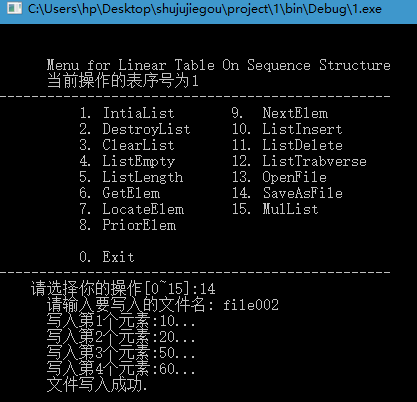 C:\Users\hp\Desktop\shujujiegou\project\1\bin\Debug\1.exe
Menu for Linear Table On Sequence Structure
当前操作的表序号为1
-------------------------------------------------
1. IntiaList 9. NextElem
2. DestroyList 10. ListInsert
3. ClearList 11. ListDelete
4. ListEmpty 12. ListTrabverse
5. ListLength 13. OpenFile
6. GetElem 14. SaveAsFile
7. LocateElem 15. MulList
8. PriorElem
0. Exit
-------------------------------------------------
请选择你的操作[0~15]:14
请输入要写入的文件名: file002
写入第1个元素:10...
写入第2个元素:20...
写入第3个元素:50...
写入第4个元素:60...
文件写入成功.